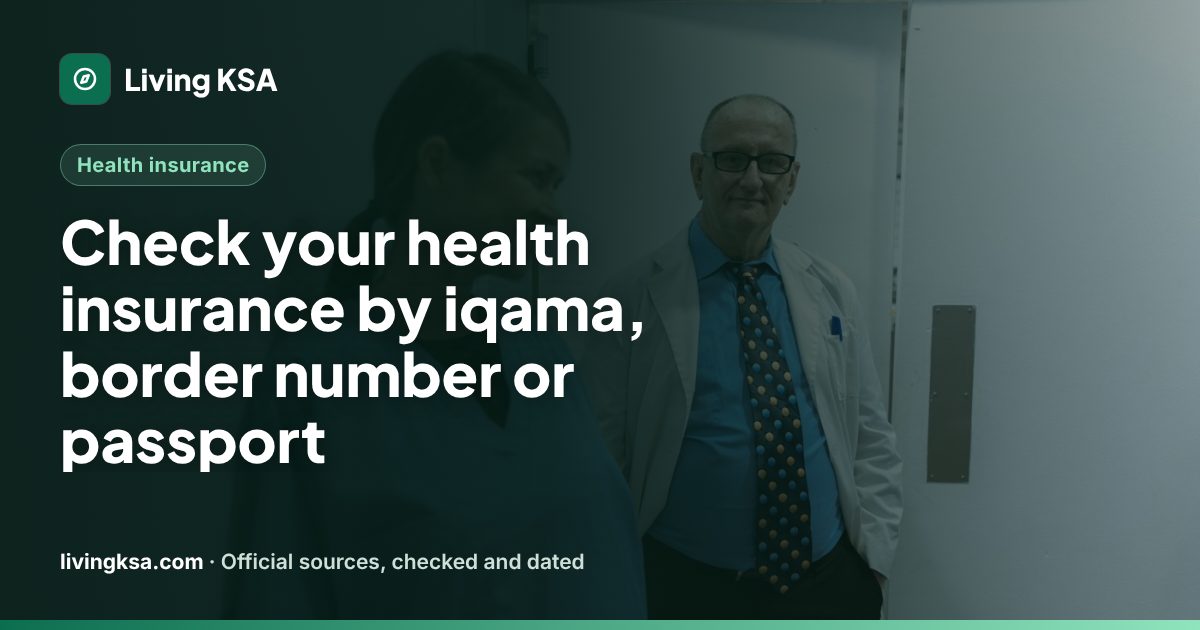 Living KSA
Health insurance
Check your health
insurance by iqama,
border number or
passport
livingksa.com · Official sources, checked and dated